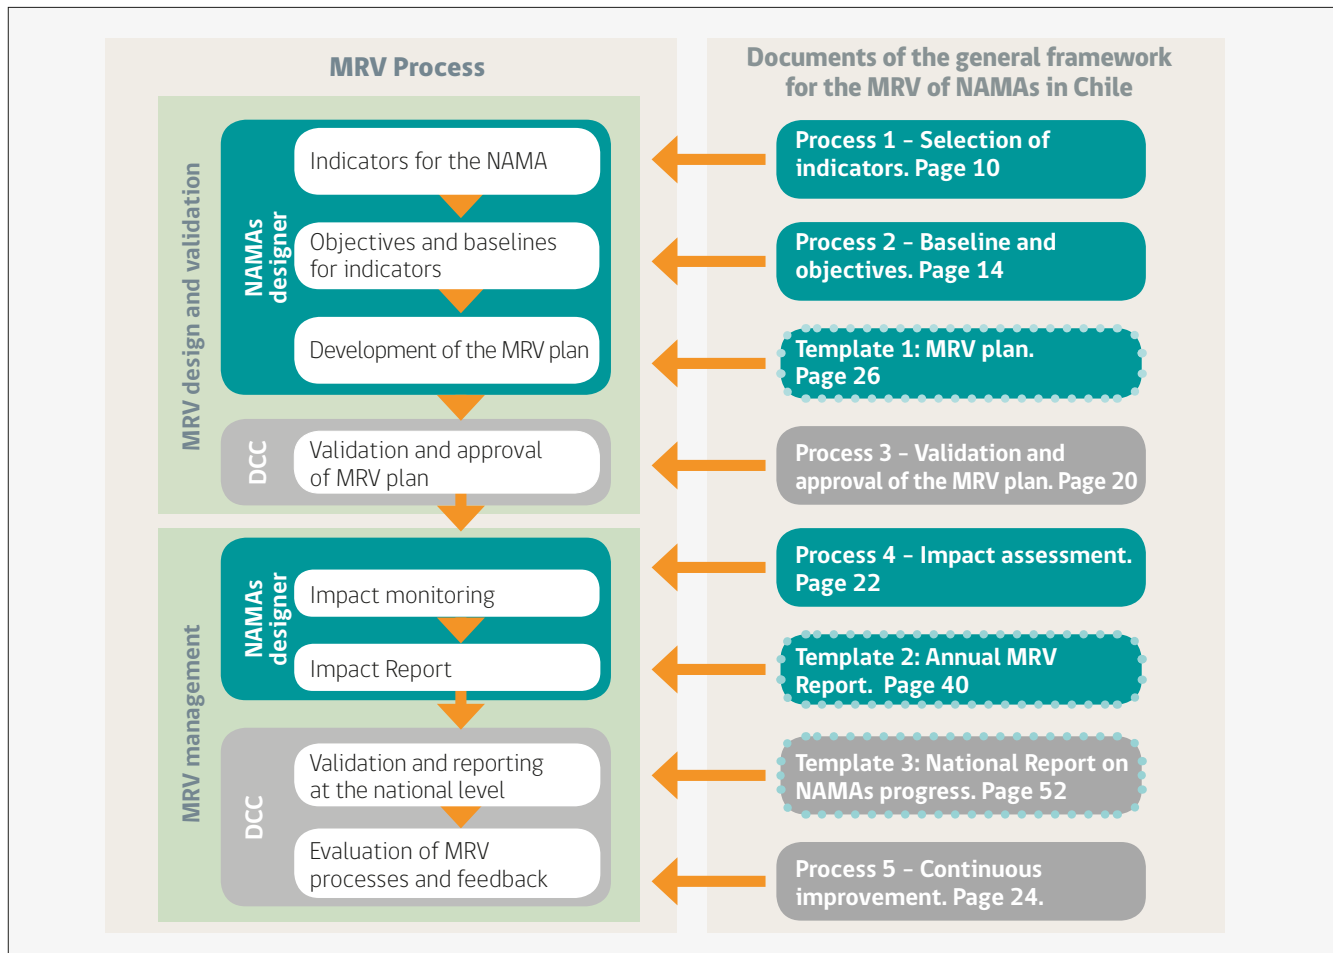 MRV Process
MRV design and validation
NAMAs
designer
Indicators for the NAMA
Objectives and baselines
for indicators
Development of the MRV plan
DCC
Validation and approval
of MRV plan
MRV management
NAMAs
designer
Impact monitoring
Impact Report
DCC
Validation and reporting
at the national level
Evaluation of MRV
processes and feedback
Documents of the general framework
for the MRV of NAMAs in Chile
Process 1 – Selection of
indicators. Page 10
Process 2 – Baseline and
objectives. Page 14
Template 1: MRV plan.
Page 26
Process 3 – Validation and
approval of the MRV plan. Page 20
Process 4 – Impact assessment.
Page 22
Template 2: Annual MRV
Report. Page 40
Template 3: National Report on
NAMAs progress. Page 52
Process 5 – Continuous
improvement. Page 24.